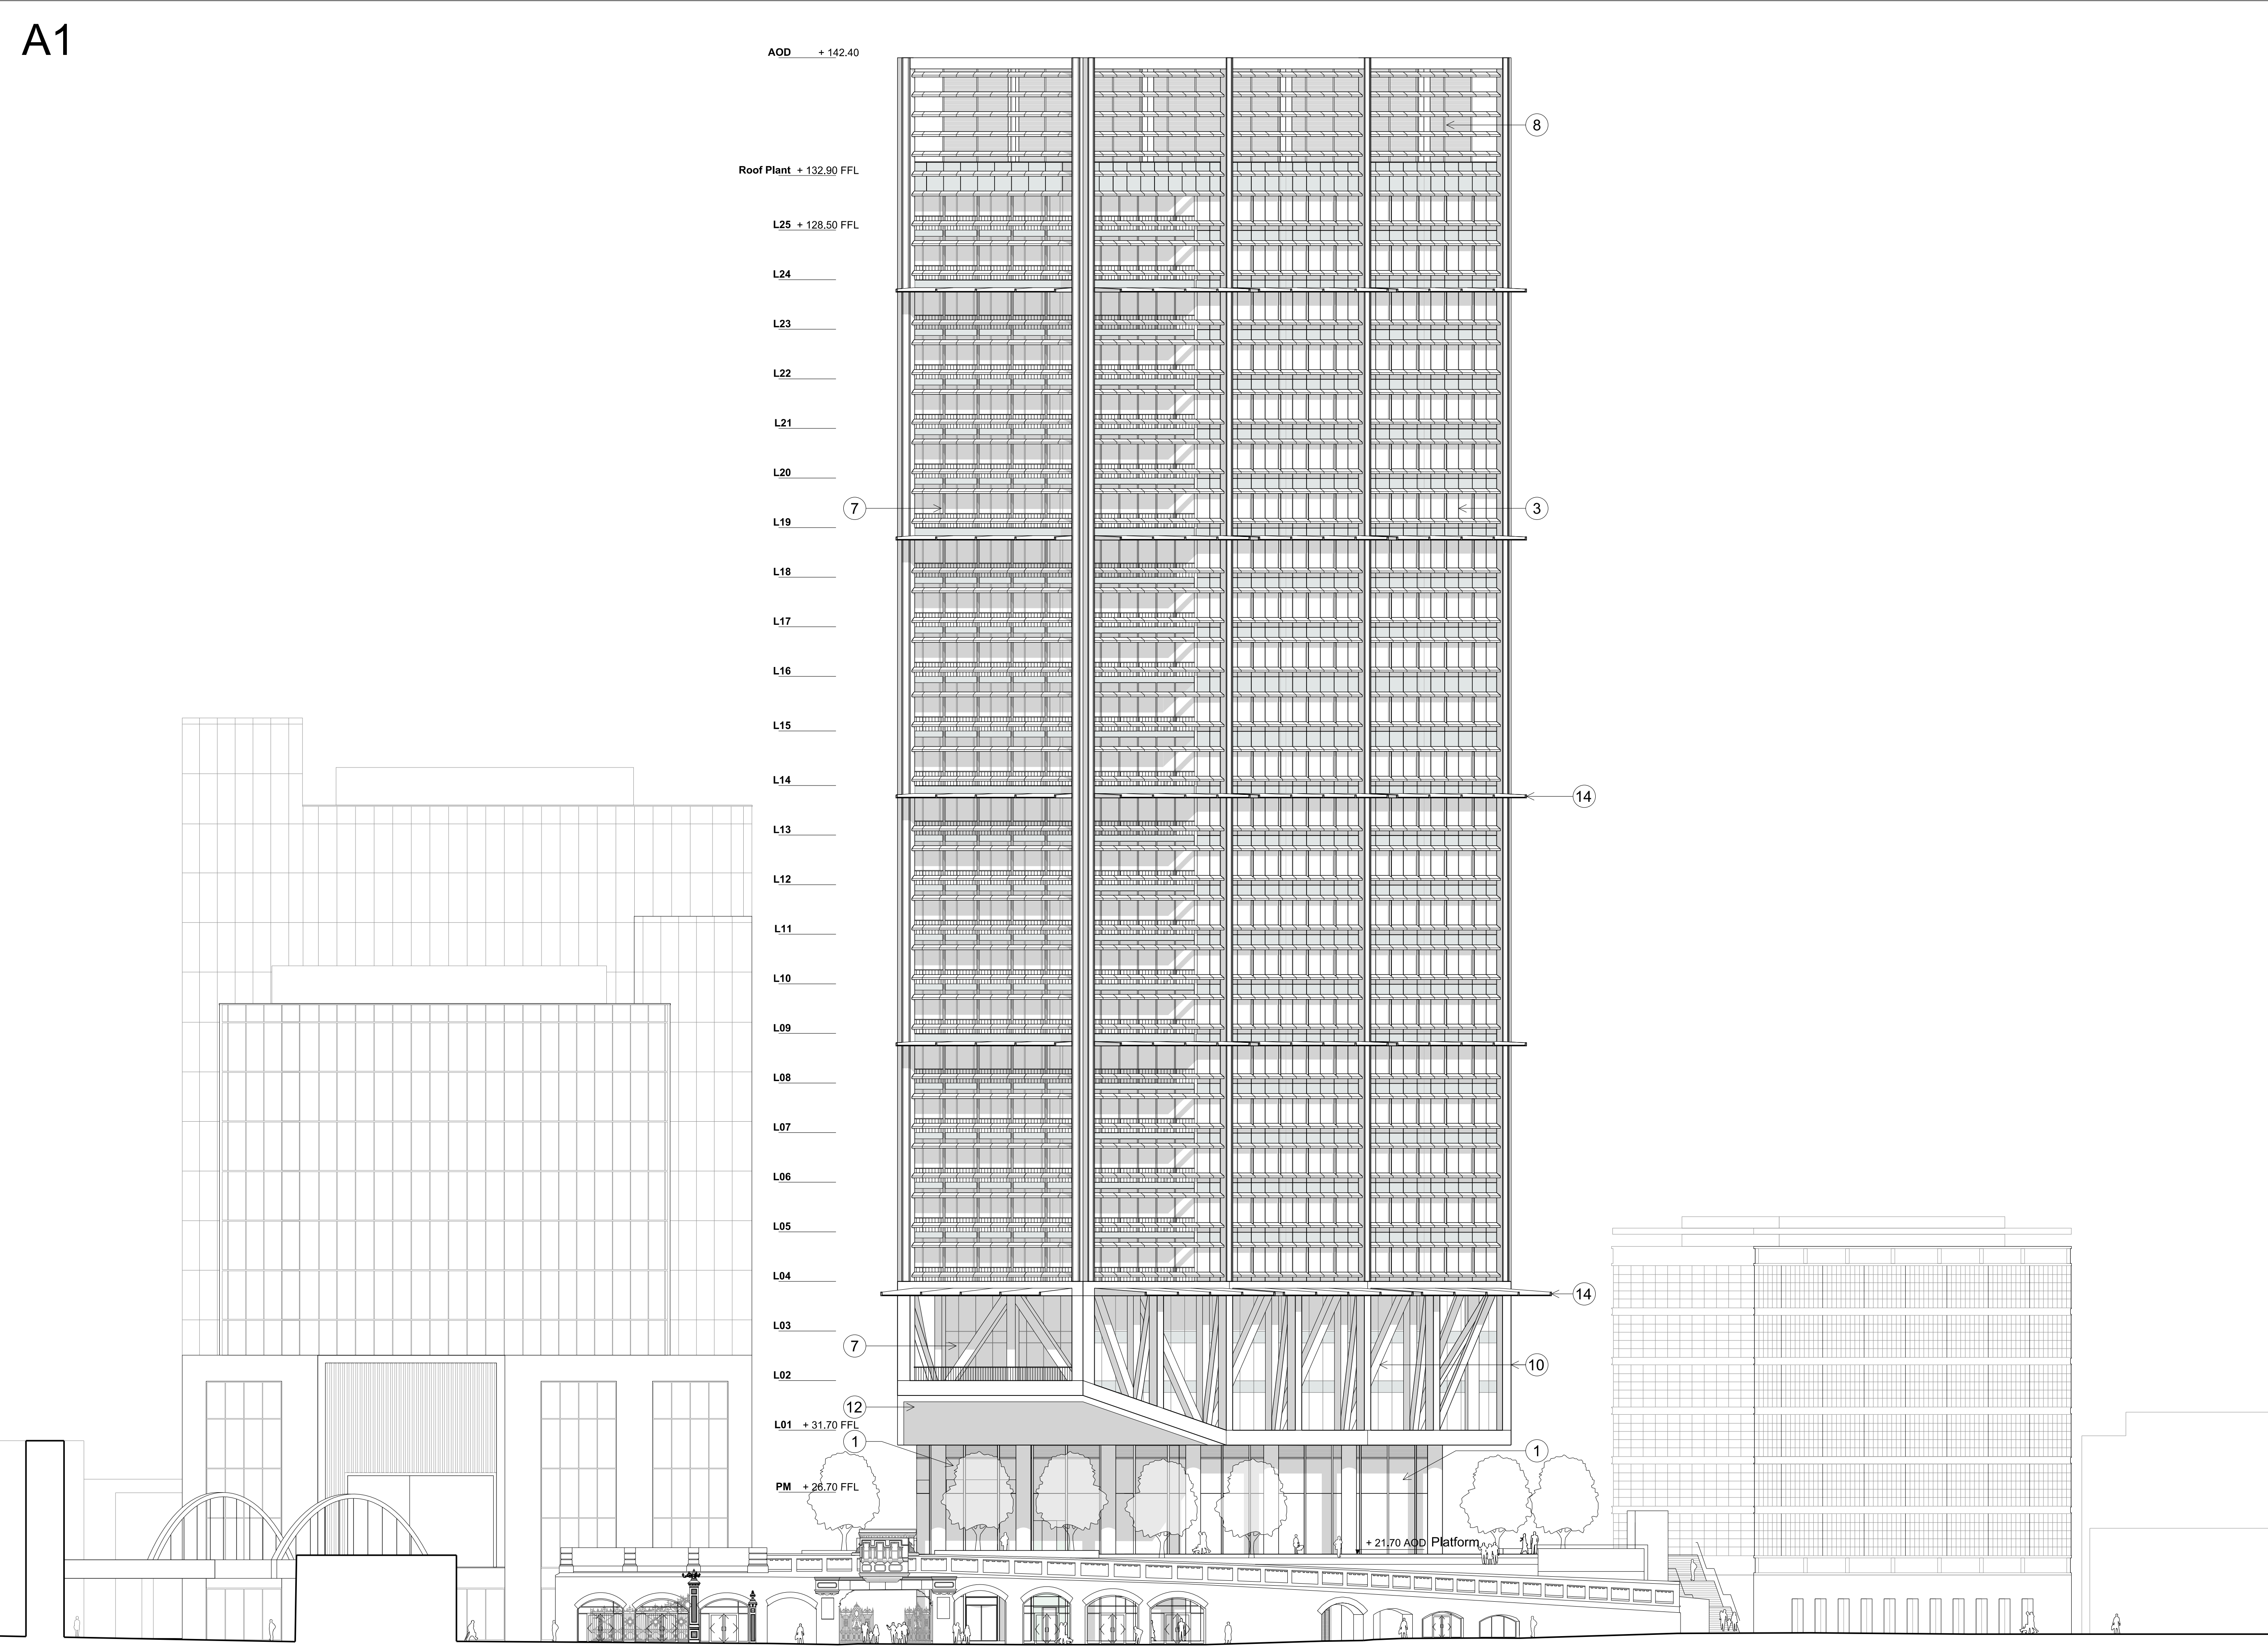 A1
AOD + 142.40
8
Roof Plant + 132.90 FFL
L25 + 128.50 FFL
L24
L23
L22
L21
L20
7
3
L19
L18
L17
L16
L15
L14
14
L13
L12
L11
L10
L09
L08
L07
L06
L05
L04
14
L03
7
10
L02
12
L01 + 31.70 FFL
1
1
PM + 26.70 FFL
+ 21.70 AOD Platform